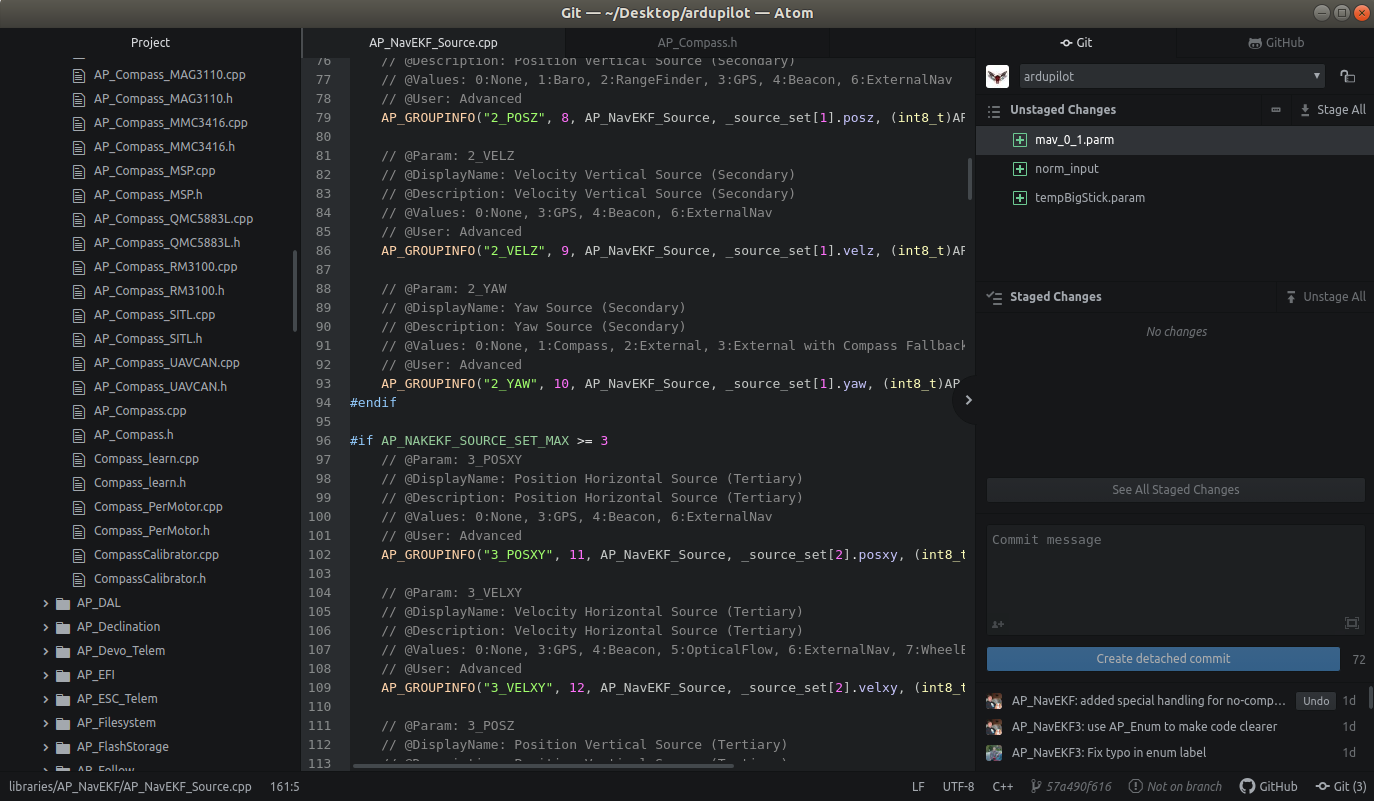 Git — ~/Desktop/ardupilot — Atom
Project
AP_Compass_MAG3110.cpp
AP_Compass_MAG3110.h
AP_Compass_MMC3416.cpp
AP_Compass_MMC3416.h
AP_Compass_MSP.cpp
AP_Compass_MSP.h
AP_Compass_QMC5883L.cpp
AP_Compass_QMC5883L.h
AP_Compass_RM3100.cpp
AP_Compass_RM3100.h
AP_Compass_SITL.cpp
AP_Compass_SITL.h
AP_Compass_UAVCAN.cpp
AP_Compass_UAVCAN.h
AP_Compass.cpp
AP_Compass.h
Compass_learn.cpp
Compass_learn.h
Compass_PerMotor.cpp
Compass_PerMotor.h
CompassCalibrator.cpp
CompassCalibrator.h
AP_DAL
AP_Declination
AP_Devo_Telem
AP_EFI
AP_ESC_Telem
AP_Filesystem
AP_FlashStorage
AP_Follow
AP_NavEKF_Source.cpp
AP_Compass.h
76 // @Description: Position Vertical Source (Secondary)
77 // @Values: 0:None, 1:Baro, 2:RangeFinder, 3:GPS, 4:Beacon, 6:ExternalNav
78 // @User: Advanced
79 AP_GROUPINFO("2_POSZ", 8, AP_NavEKF_Source, _source_set[1].posz, (int8_t)AP
80
81 // @Param: 2_VELZ
82 // @DisplayName: Velocity Vertical Source (Secondary)
83 // @Description: Velocity Vertical Source (Secondary)
84 // @Values: 0:None, 3:GPS, 4:Beacon, 6:ExternalNav
85 // @User: Advanced
86 AP_GROUPINFO("2_VELZ", 9, AP_NavEKF_Source, _source_set[1].velz, (int8_t)AP
87
88 // @Param: 2_YAW
89 // @DisplayName: Yaw Source (Secondary)
90 // @Description: Yaw Source (Secondary)
91 // @Values: 0:None, 1:Compass, 2:External, 3:External with Compass Fallback
92 // @User: Advanced
93 AP_GROUPINFO("2_YAW", 10, AP_NavEKF_Source, _source_set[1].yaw, (int8_t)AP
94 #endif
95
96 #if AP_NAKEKF_SOURCE_SET_MAX >= 3
97 // @Param: 3_POSXY
98 // @DisplayName: Position Horizontal Source (Tertiary)
99 // @Description: Position Horizontal Source (Tertiary)
100 // @Values: 0:None, 3:GPS, 4:Beacon, 6:ExternalNav
101 // @User: Advanced
102 AP_GROUPINFO("3_POSXY", 11, AP_NavEKF_Source, _source_set[2].posxy, (int8_t
103
104 // @Param: 3_VELXY
105 // @DisplayName: Velocity Horizontal Source (Tertiary)
106 // @Description: Velocity Horizontal Source (Tertiary)
107 // @Values: 0:None, 3:GPS, 4:Beacon, 5:OpticalFlow, 6:ExternalNav, 7:WheelE
108 // @User: Advanced
109 AP_GROUPINFO("3_VELXY", 12, AP_NavEKF_Source, _source_set[2].velxy, (int8_t
110
111 // @Param: 3_POSZ
112 // @DisplayName: Position Vertical Source (Tertiary)
113 // @Description: Position Vertical Source (Tertiary)
Git
GitHub
ardupilot
Unstaged Changes
Stage All
mav_0_1.parm
norm_input
tempBigStick.param
Staged Changes
Unstage All
No changes
See All Staged Changes
Commit message
Create detached commit 72
AP_NavEKF: added special handling for no-comp... Undo 1d
AP_NavEKF3: use AP_Enum to make code clearer 1d
AP_NavEKF3: Fix typo in enum label 1d
libraries/AP_NavEKF/AP_NavEKF_Source.cpp 161:5
LF UTF-8 C++ 57a490f616 Not on branch GitHub Git (3)